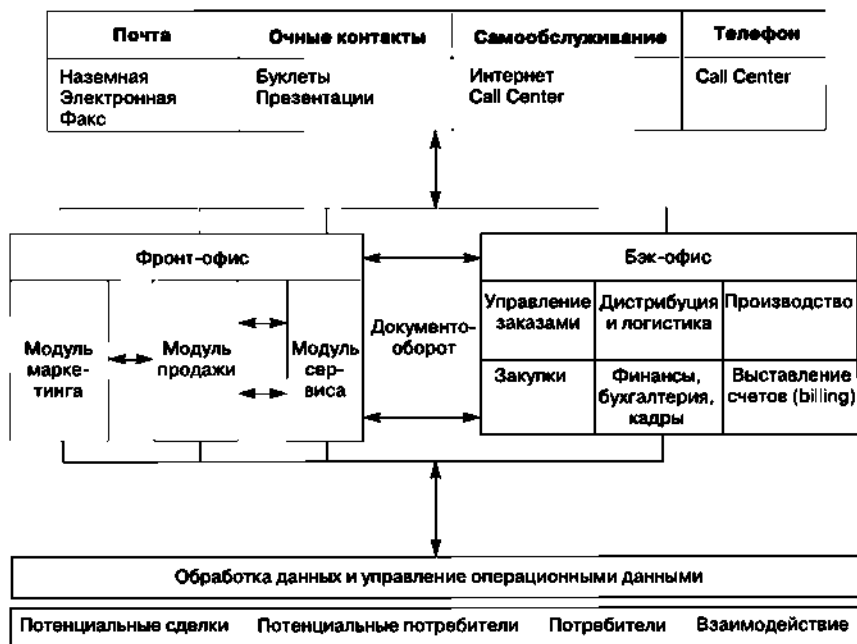 Почта Очные контакты Самообслуживание Телефон
Наземная Буклеты Интернет Call Center
Электронная Презентации Call Center
Факс
Фронт-офис Бэк-офис
Модуль марке- тинга
Модуль продажи
Модуль сер- виса
Документо-
оборот
Управление Дистрибуция Производство
заказами и логистика
Закупки Финансы, Выставление
бухгалтерия, счетов (billing)
кадры
Обработка данных и управление операционными данными
Потенциальные сделки Потенциальные потребители Потребители Взаимодействие